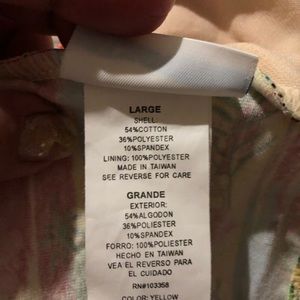 LARGE
SHELL:
54%COTTON
36%POLYESTER
10%SPANDEX
LINING: 100%POLYESTER
MADE IN TAIWAN
SEE REVERSE FOR CARE
GRANDE
EXTERIOR:
54%ALGODON
36%POLIESTER
10%SPANDEX
FORRO: 100%POLIESTER
HECHO EN TAIWAN
VEA EL REVERSO PARA
EL CUIDADO
RN#103358
COLOR: YELLOW